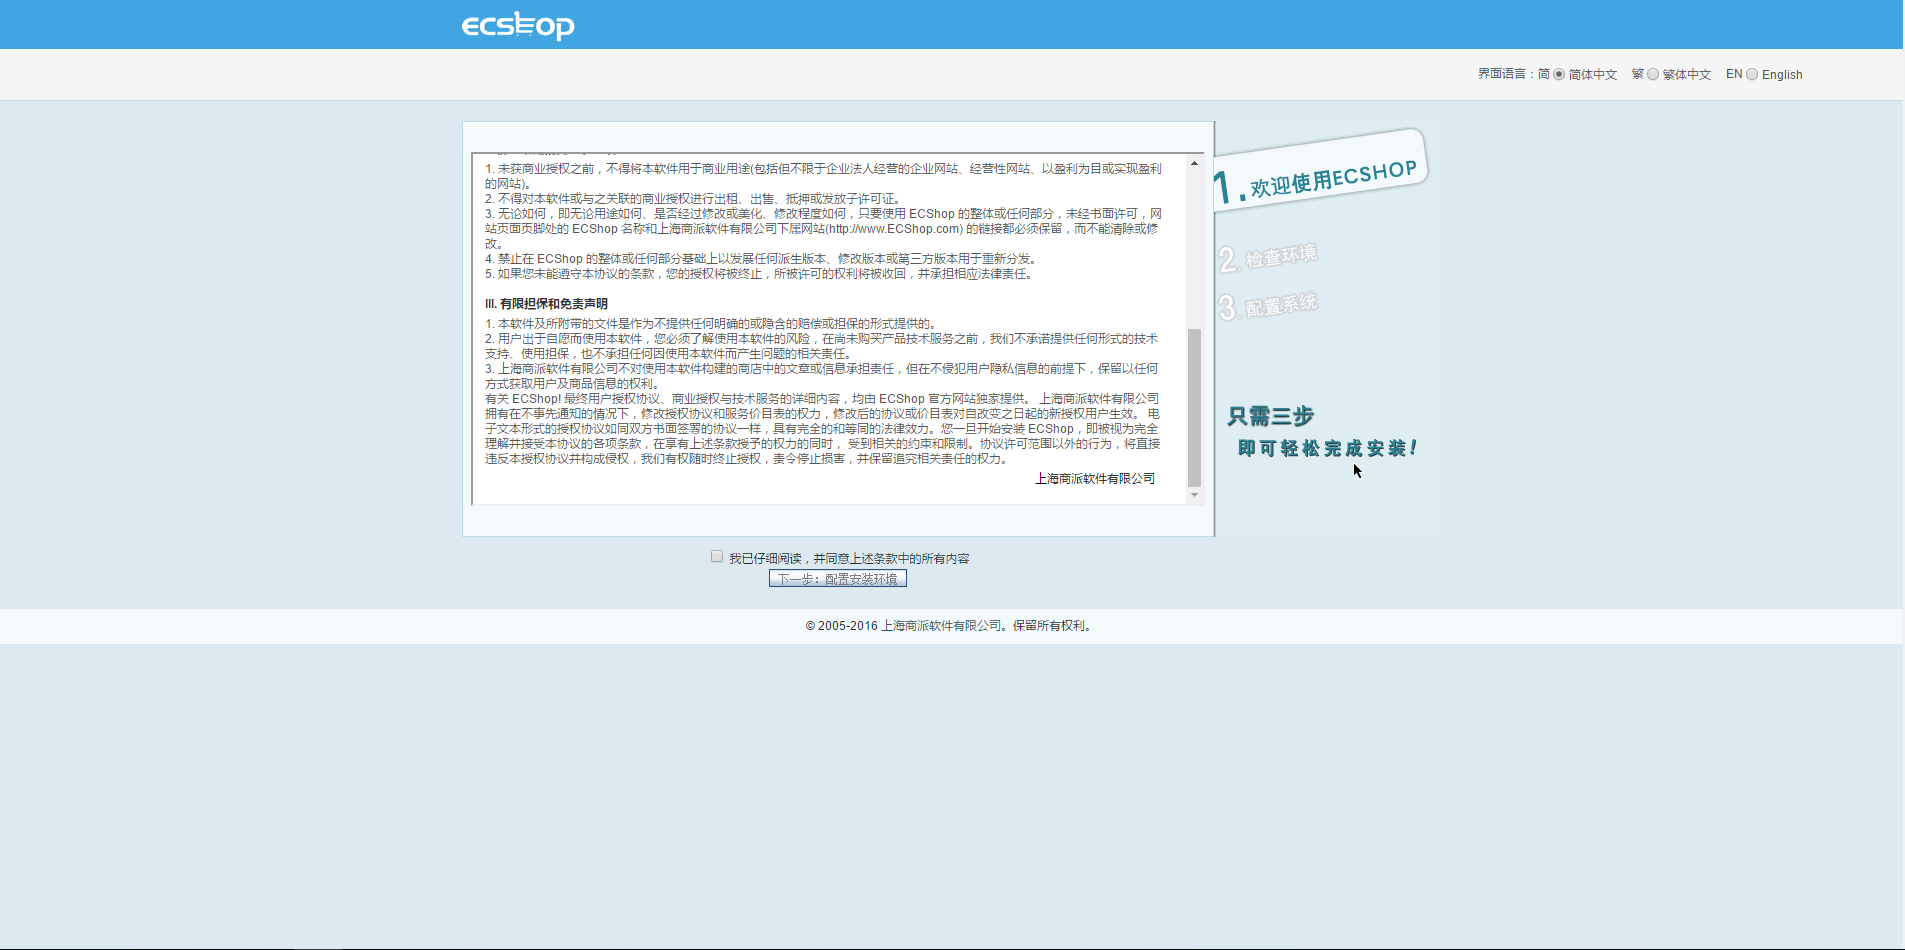 ecshop
界面语言：简 简体中文 繁 繁体中文 EN English
1. 未获商业授权之前，不得将本软件用于商业用途(包括但不限于企业法人经营的企业网站、经营性网站、以盈利为目或实现盈利
的网站)。
2. 不得对本软件或与之关联的商业授权进行出租、出售、抵押或发放子许可证。
3. 无论如何，即无论用途如何、是否经过修改或美化、修改程度如何，只要使用 ECShop 的整体或任何部分，未经书面许可，网
站页面页脚处的 ECShop 名称和上海商派软件有限公司下属网站(http://www.ECShop.com) 的链接都必须保留，而不能清除或修
改。
4. 禁止在 ECShop 的整体或任何部分基础上以发展任何派生版本、修改版本或第三方版本用于重新分发。
5. 如果您未能遵守本协议的条款，您的授权将被终止，所被许可的权利将被收回，并承担相应法律责任。
III. 有限担保和免责声明
1. 本软件及所附带的文件是作为不提供任何明确的或隐含的赔偿或担保的形式提供的。
2. 用户出于自愿而使用本软件，您必须了解使用本软件的风险，在尚未购买产品技术服务之前，我们不承诺提供任何形式的技术
支持、使用担保，也不承担任何因使用本软件而产生问题的相关责任。
3. 上海商派软件有限公司不对使用本软件构建的商店中的文章或信息承担责任，但在不侵犯用户隐私信息的前提下，保留以任何
方式获取用户及商品信息的权利。
有关 ECShop! 最终用户授权协议、商业授权与技术服务的详细内容，均由 ECShop 官方网站独家提供。 上海商派软件有限公司
拥有在不事先通知的情况下，修改授权协议和服务价目表的权力，修改后的协议或价目表对自改变之日起的新授权用户生效。 电
子文本形式的授权协议如同双方书面签署的协议一样，具有完全的和等同的法律效力。您一旦开始安装 ECShop，即被视为完全
理解并接受本协议的各项条款，在享有上述条款授予的权力的同时， 受到相关的约束和限制。协议许可范围以外的行为，将直接
违反本授权协议并构成侵权，我们有权随时终止授权，责令停止损害，并保留追究相关责任的权力。
上海商派软件有限公司
1.欢迎使用ECSHOP
2.检查环境
3.配置系统
只需三步
即可轻松完成安装!
我已仔细阅读，并同意上述条款中的所有内容
下一步：配置安装环境
© 2005-2016 上海商派软件有限公司。保留所有权利。